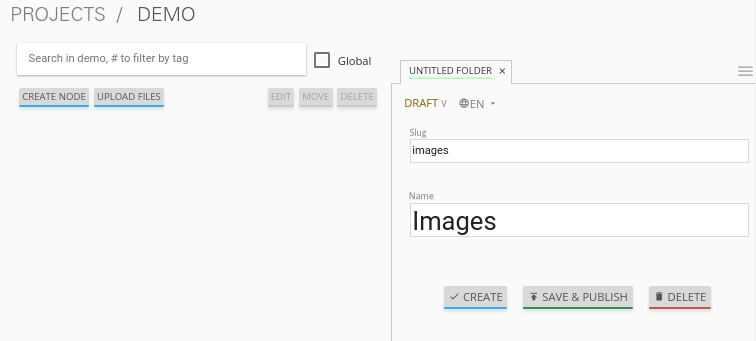 PROJECTS / DEMO
Search in demo, # to filter by tag
Global
CREATE NODE UPLOAD FILES EDIT MOVE DELETE
UNTITLED FOLDER ×
DRAFT V EN
Slug
images
Name
Images
CREATE SAVE & PUBLISH DELETE